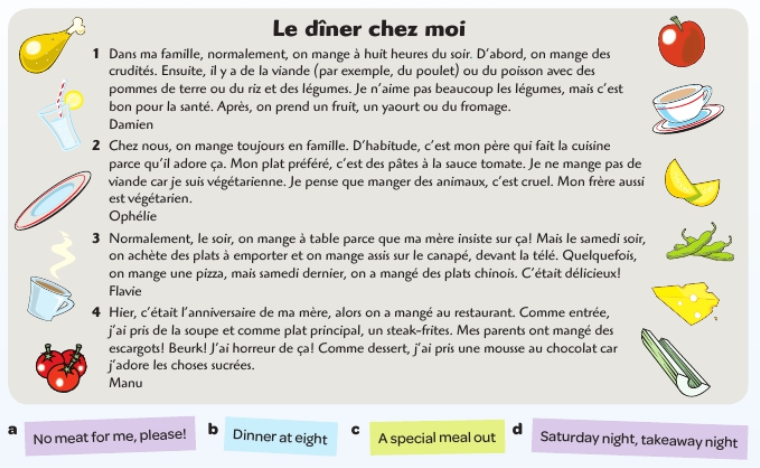 Le dîner chez moi
1 Dans ma famille, normalement, on mange à huit heures du soir. D'abord, on mange des
crudités. Ensuite, il y a de la viande (par exemple, du poulet) ou du poisson avec des
pommes de terre ou du riz et des légumes. Je n'aime pas beaucoup les légumes, mais c'est
bon pour la santé. Après, on prend un fruit, un yaourt ou du fromage.
Damien
2 Chez nous, on mange toujours en famille. D'habitude, c'est mon père qui fait la cuisine
parce qu'il adore ça. Mon plat préféré, c'est des pâtes à la sauce tomate. Je ne mange pas de
viande car je suis végétarienne. Je pense que manger des animaux, c'est cruel. Mon frère aussi
est végétarien.
Ophélie
3 Normalement, le soir, on mange à table parce que ma mère insiste sur ça! Mais le samedi soir,
on achète des plats à emporter et on mange assis sur le canapé, devant la télé. Quelquefois,
on mange une pizza, mais samedi dernier, on a mangé des plats chinois. C'était délicieux!
Flavie
4 Hier, c'était l'anniversaire de ma mère, alors on a mangé au restaurant. Comme entrée,
j'ai pris de la soupe et comme plat principal, un steak-frites. Mes parents ont mangé des
escargots! Beurk! J'ai horreur de ça! Comme dessert, j'ai pris une mousse au chocolat car
j'adore les choses sucrées.
Manu
a No meat for me, please!
b Dinner at eight
c A special meal out
d Saturday night, takeaway night